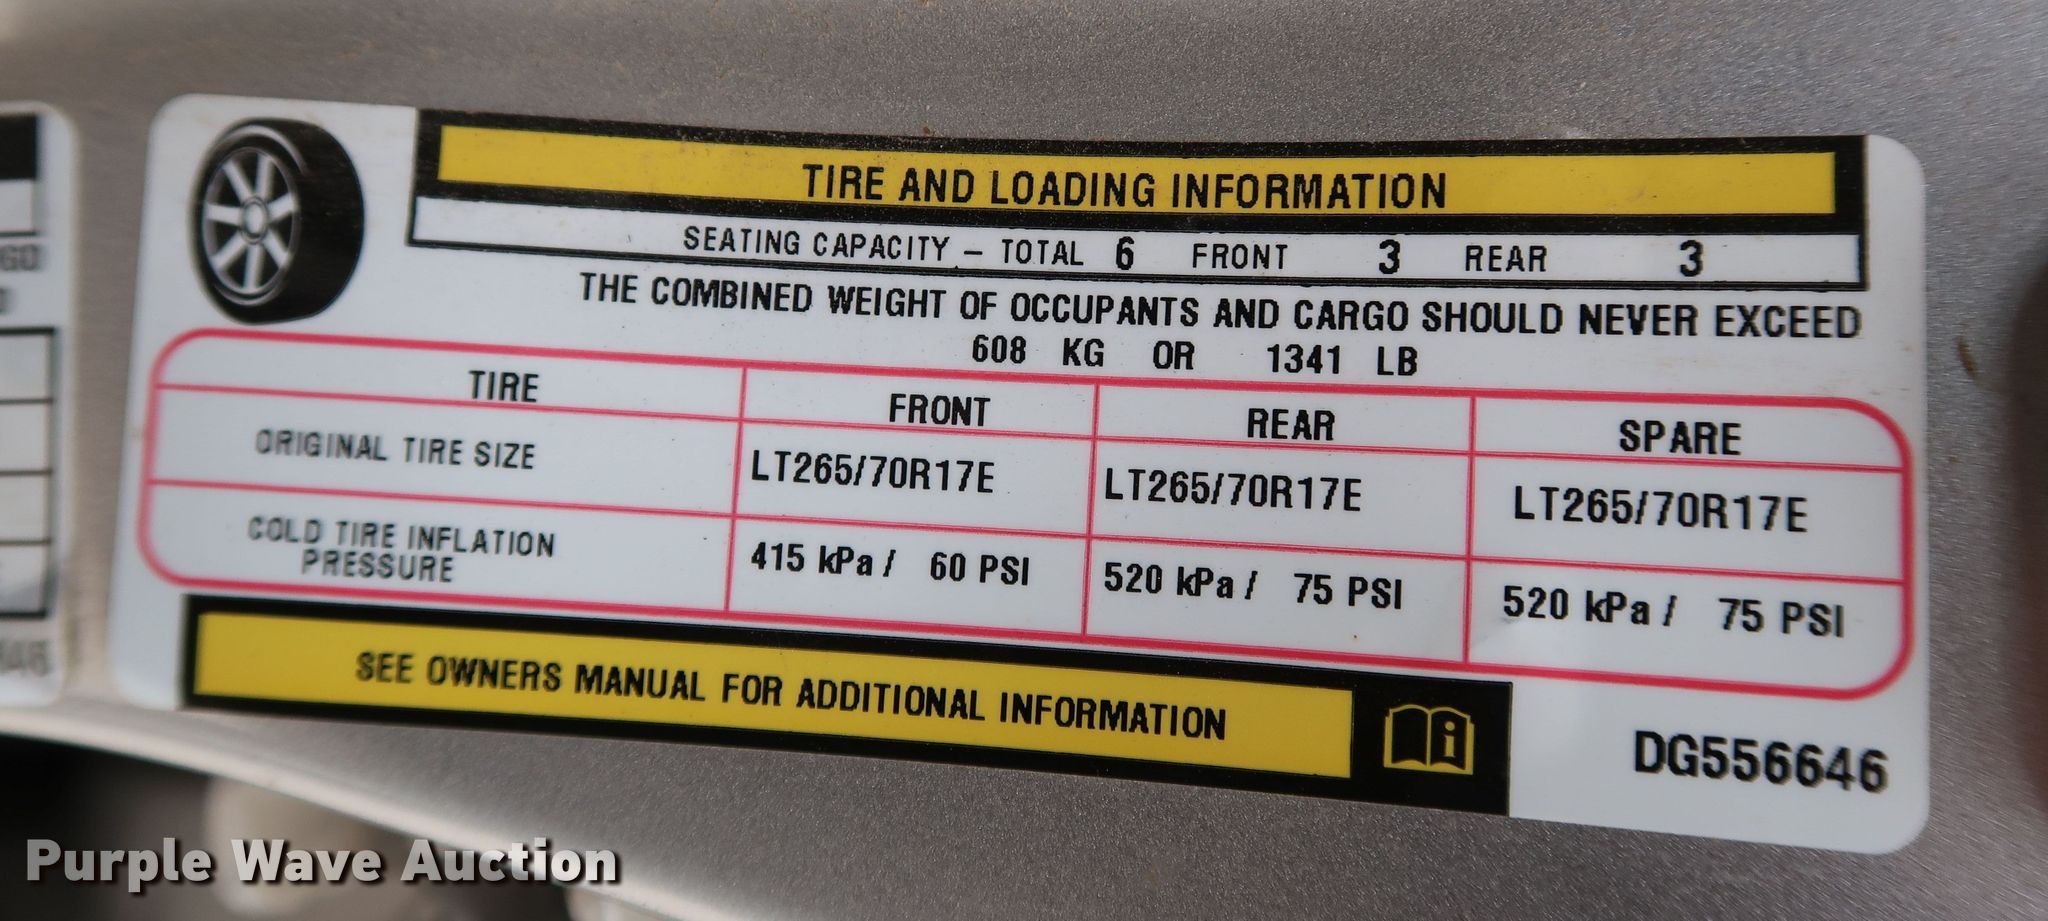 TIRE AND LOADING INFORMATION
SEATING CAPACITY – TOTAL 6 FRONT 3 REAR 3
THE COMBINED WEIGHT OF OCCUPANTS AND CARGO SHOULD NEVER EXCEED
608 KG OR 1341 LB
TIRE FRONT REAR SPARE
ORIGINAL TIRE SIZE LT265/70R17E LT265/70R17E LT265/70R17E
COLD TIRE INFLATION
PRESSURE 415 kPa / 60 PSI 520 kPa / 75 PSI 520 kPa / 75 PSI
SEE OWNERS MANUAL FOR ADDITIONAL INFORMATION
DG556646
Purple Wave Auction